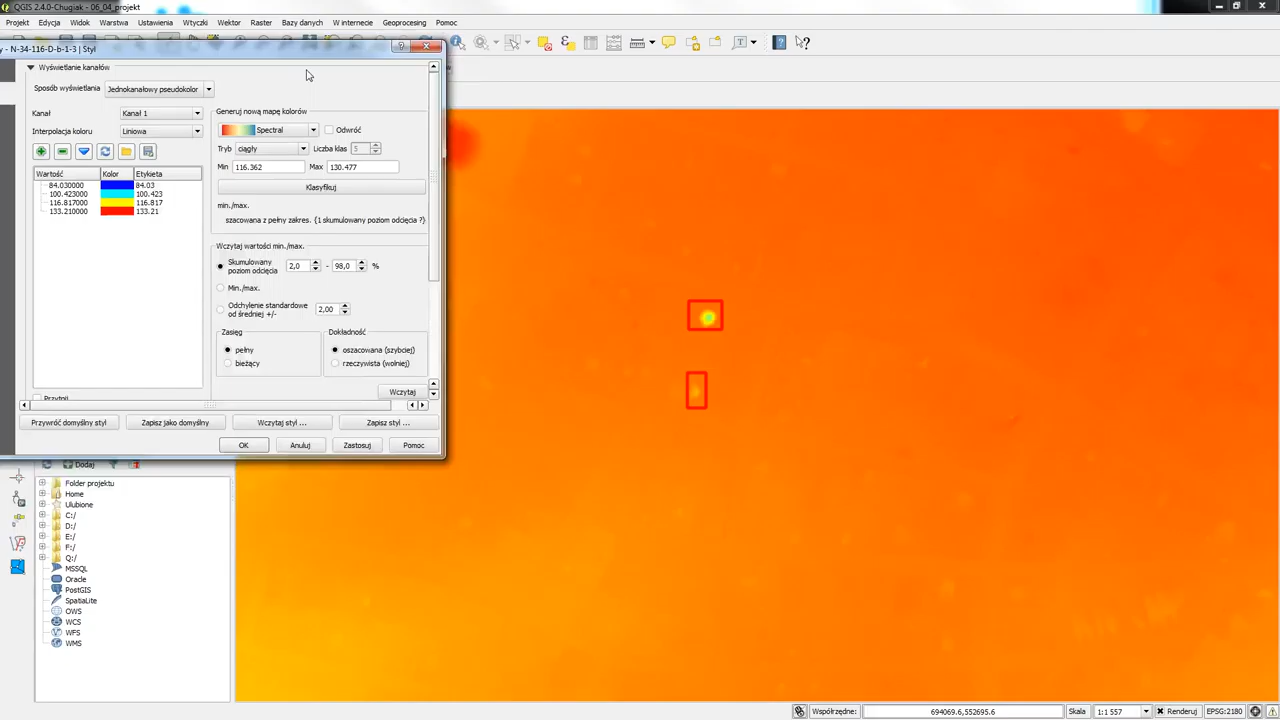 QGIS 2.4.0-Chugiak - 06_04_projekt
Projekt Edycja Widok Warstwa Ustawienia Wtyczki Wektor Raster Bazy danych W internecie Geoprocesing Pomoc
y - N-34-116-D-b-1-3 | Styl
Wyświetlanie kanałów
Sposób wyświetlania Jednokanałowy pseudokolor
Kanał Kanał 1
Interpolacja koloru Liniowa
Wartość Kolor Etykieta
84.030000 84.03
100.423000 100.423
116.817000 116.817
133.210000 133.21
Przytnij
Generuj nową mapę kolorów
Spectral Odwróć
Tryb ciągły Liczba klas 5
Min 116.362 Max 130.477
Klasyfikuj
min./max.
szacowana z pełny zakres. {1 skumulowany poziom odcięcia ?}
Wczytaj wartości min./max.
Skumulowany
poziom odcięcia 2,0 - 98,0 %
Min./max.
Odchylenie standardowe
od średniej +/- 2,00
Zasięg
pełny
bieżący
Dokładność
oszacowana (szybciej)
rzeczywista (wolniej)
Wczytaj
Przywróć domyślny styl Zapisz jako domyślny Wczytaj styl ... Zapisz styl ...
OK Anuluj Zastosuj Pomoc
Dodaj
Folder projektu
Home
Ulubione
C:/
D:/
E:/
F:/
Q:/
MSSQL
Oracle
PostGIS
SpatiaLite
OWS
WCS
WFS
WMS
Współrzędne: 694069.6,552695.6 Skala 1:1 557 Renderuj EPSG:2180